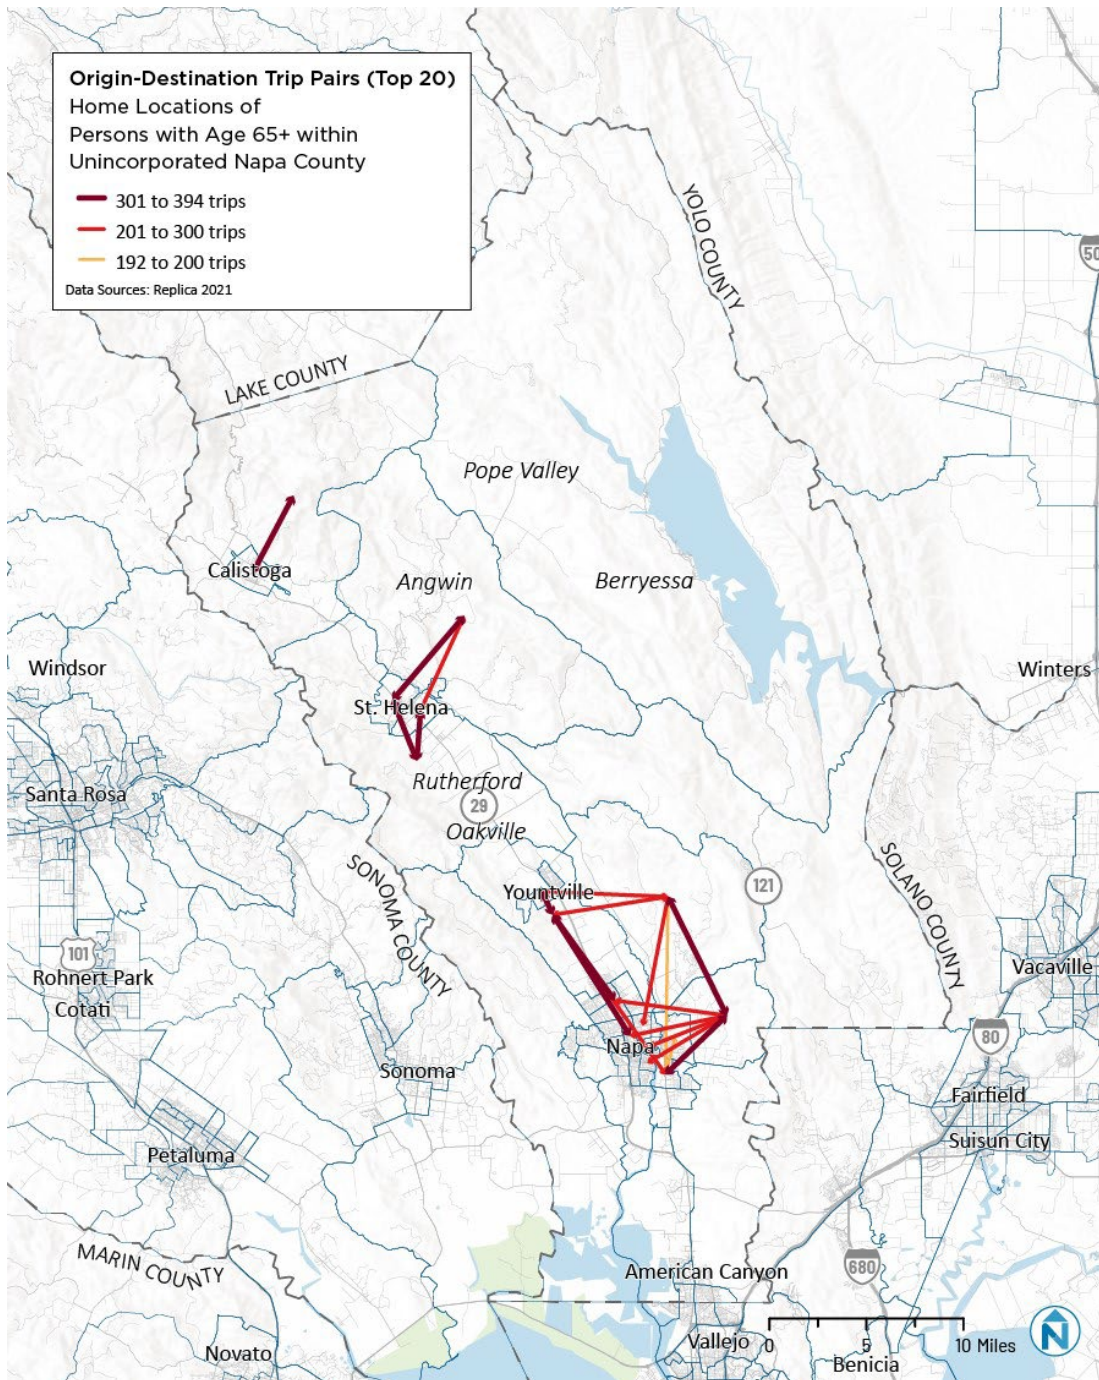 Origin-Destination Trip Pairs (Top 20)
Home Locations of
Persons with Age 65+ within
Unincorporated Napa County
301 to 394 trips
201 to 300 trips
192 to 200 trips
Data Sources: Replica 2021
YOLO COUNTY
50
LAKE COUNTY
Pope Valley
Calistoga
Angwin
Berryessa
Windsor
Winters
St. Helena
Rutherford
Santa Rosa
29
Oakville
SONOMA COUNTY
SOLANO COUNTY
Yountville
121
101
Rohnert Park
Cotati
Vacaville
80
Napa
Sonoma
Fairfield
Suisun City
Petaluma
MARIN COUNTY
American Canyon
680
Vallejo
0 5 10 Miles
N
Novato
Benicia